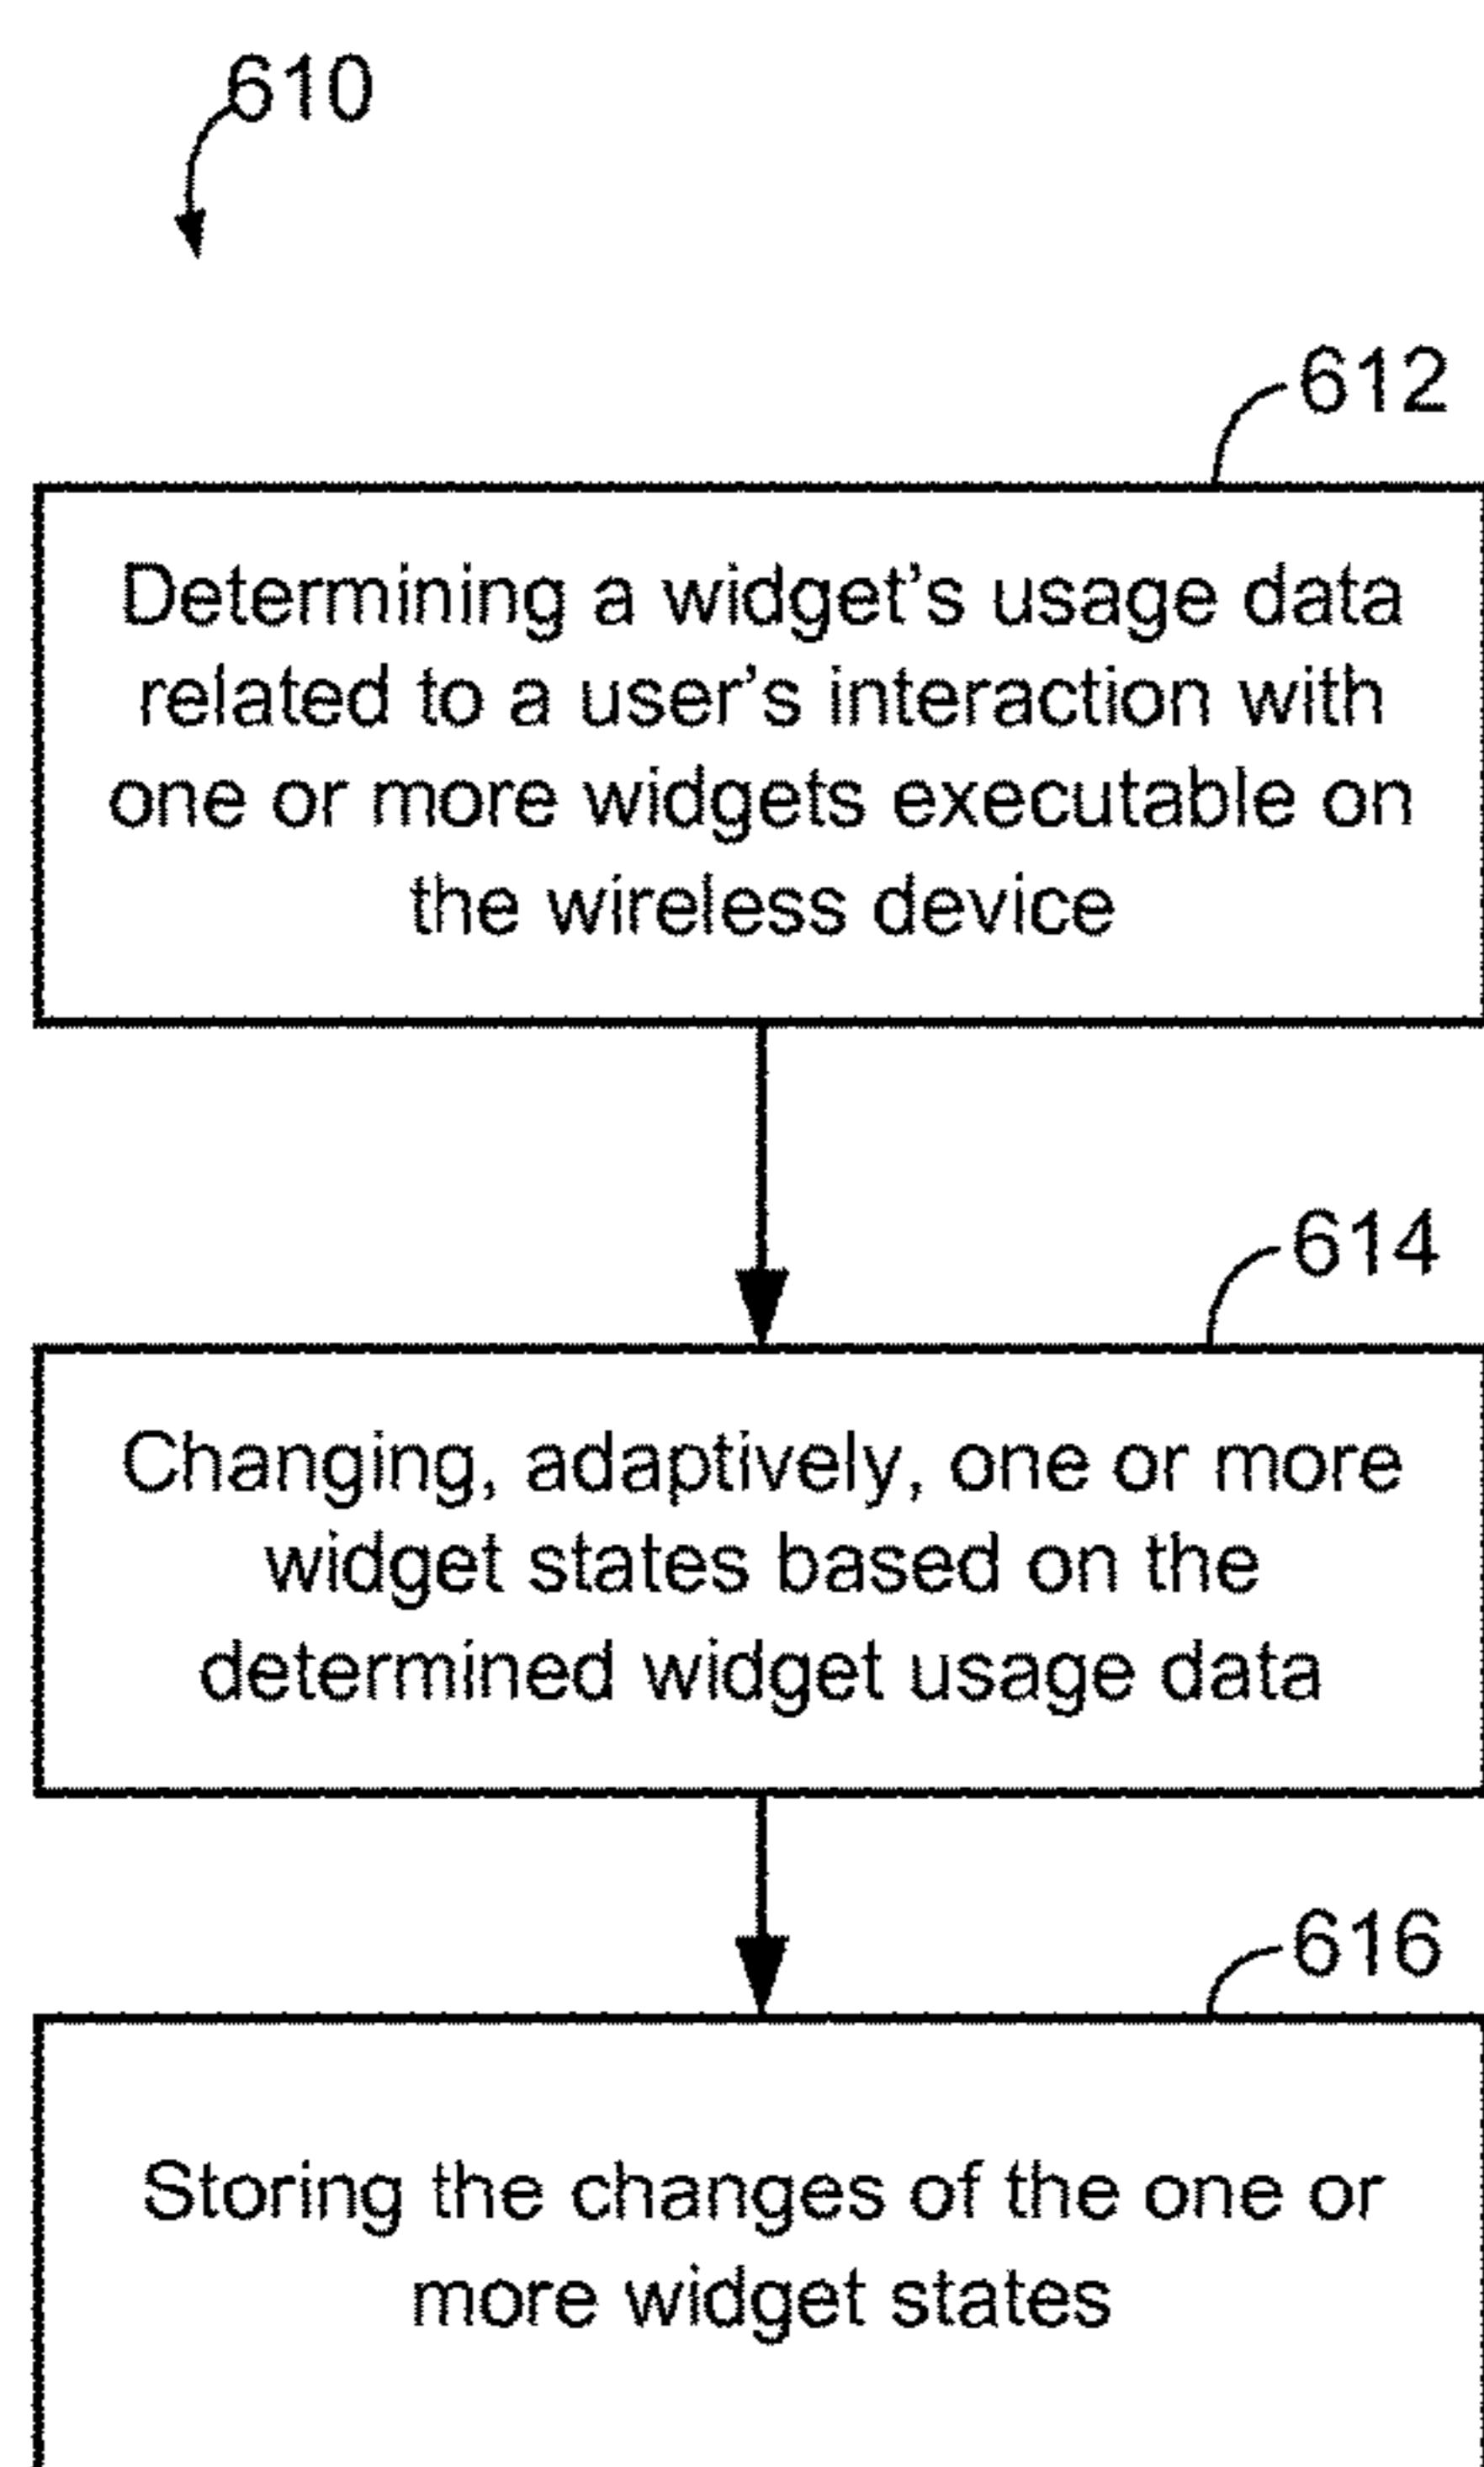 610
612
Determining a widget’s usage data
related to a user’s interaction with
one or more widgets executable on
the wireless device
614
Changing, adaptively, one or more
widget states based on the
determined widget usage data
616
Storing the changes of the one or
more widget states